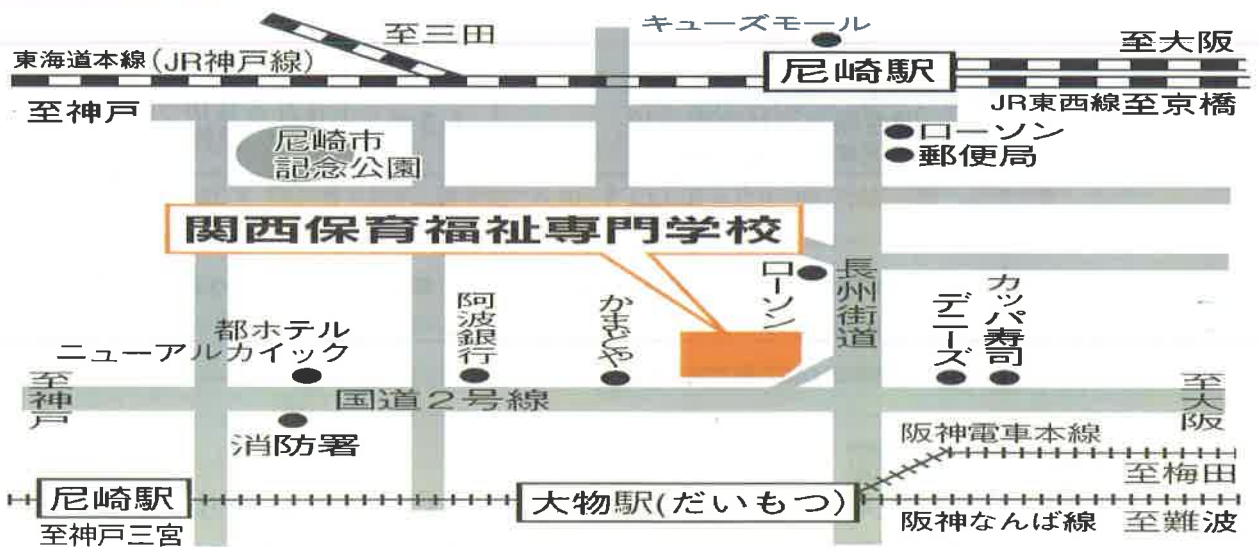 キューズモール
至三田
至大阪
東海道本線(JR神戸線)
尼崎駅
至神戸
JR東西線至京橋
尼崎市
記念公園
ローソン
郵便局
関西保育福祉専門学校
ローソン
長州街道
カッパ寿司
デニーズ
阿波銀行
かまどや
都ホテル
ニューアルカイック
至神戸
国道2号線
至大阪
消防署
阪神電車本線
至梅田
尼崎駅
大物駅(だいもつ)
至神戸三宮
阪神なんば線
至難波